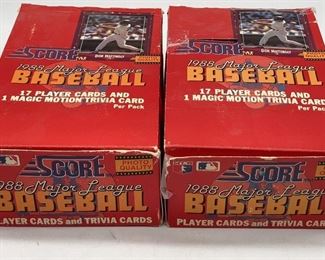 SCORE
Don Mattingly
1988 Major League
BASEBALL
17 PLAYER CARDS AND
1 MAGIC MOTION TRIVIA CARD
Per Pack
SCORE
PHOTO
QUALITY
1988 Major League
BASEBALL
PLAYER CARDS and TRIVIA CARDS
SCORE
Don Mattingly
1988 Major League
BASEBALL
17 PLAYER CARDS AND
1 MAGIC MOTION TRIVIA CARD
Per Pack
SCORE
1988 Major League
BASEBALL
PLAYER CARDS and TRIVIA CARDS